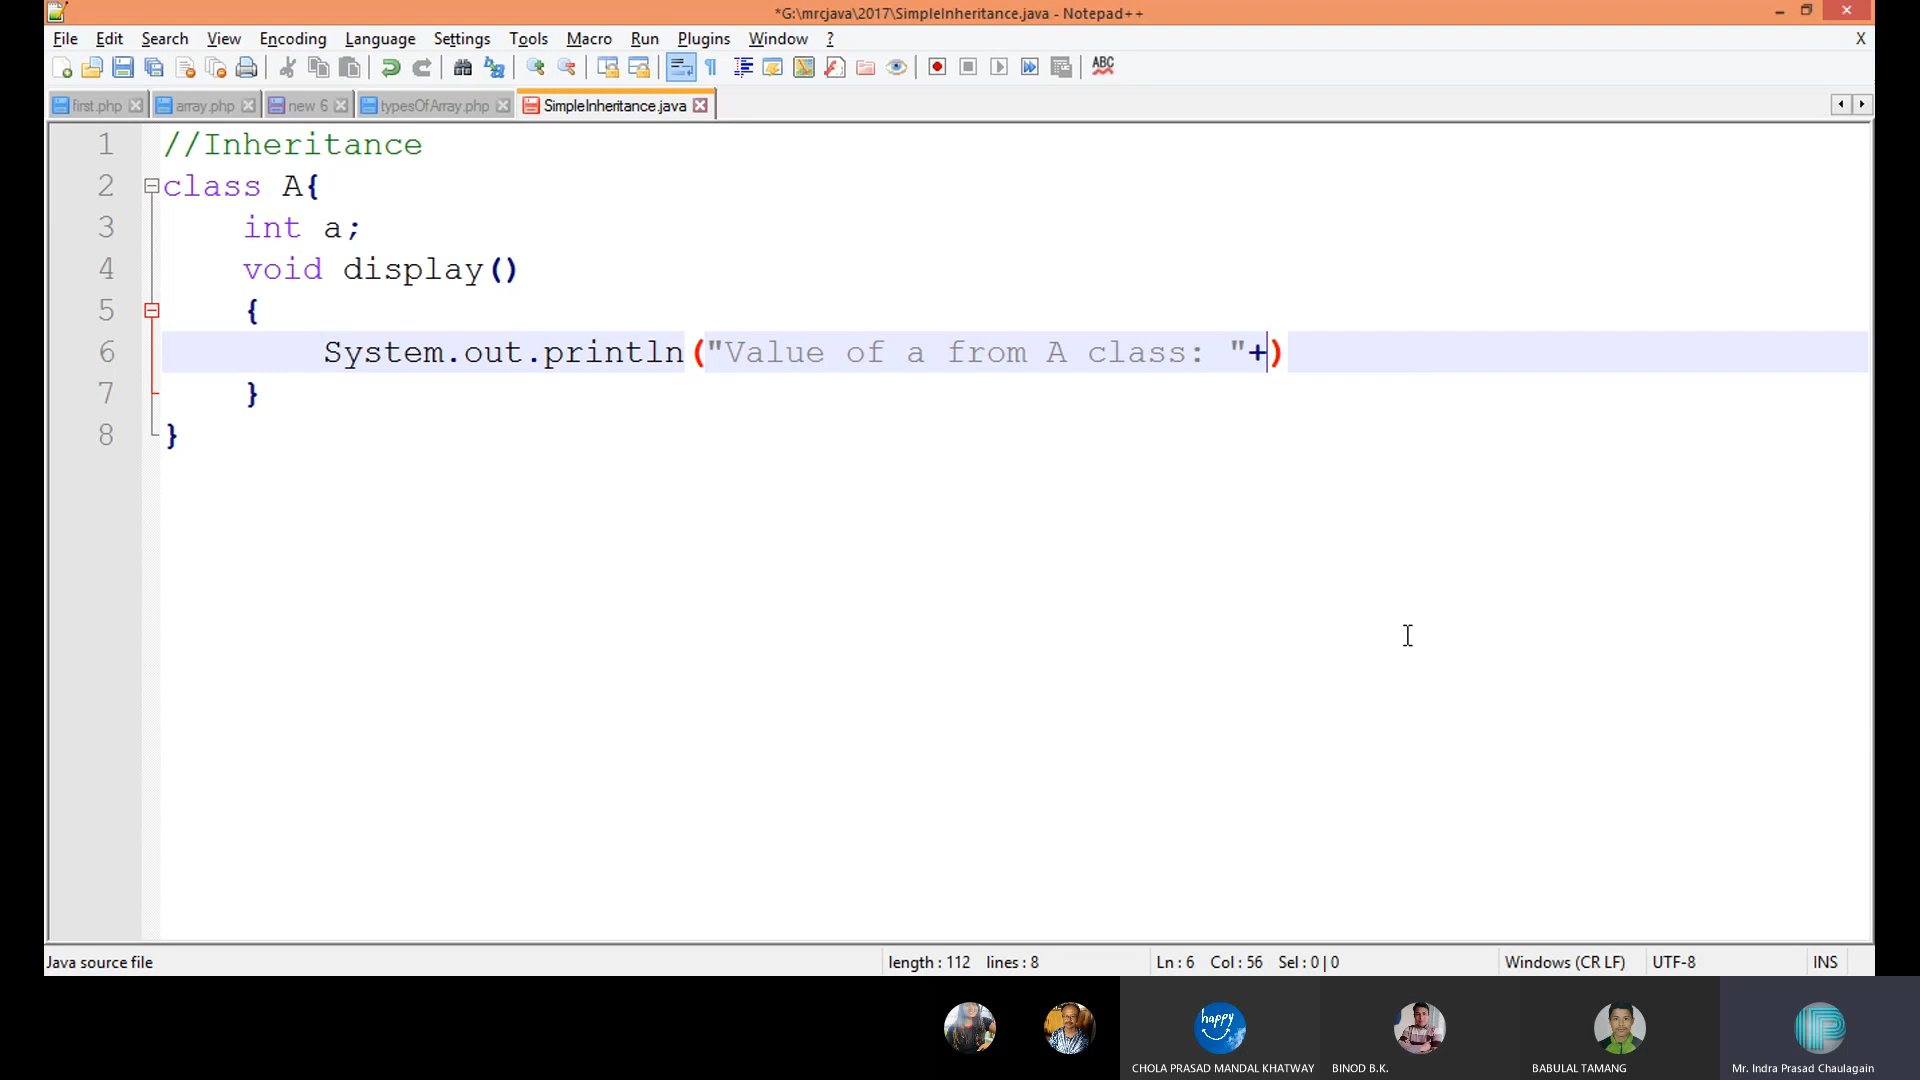 *G:\mrcjava\2017\SimpleInheritance.java - Notepad++
File Edit Search View Encoding Language Settings Tools Macro Run Plugins Window ? X
ABC
first.php array.php new 6 typesOfArray.php SimpleInheritance.java
1 //Inheritance
2 class A{
3 int a;
4 void display()
5 {
6 System.out.println("Value of a from A class: "+)
7 }
8 }
Java source file length : 112 lines : 8 Ln : 6 Col : 56 Sel : 0 | 0 Windows (CR LF) UTF-8 INS
happy
CHOLA PRASAD MANDAL KHATWAY BINOD B.K. BABULAL TAMANG Mr. Indra Prasad Chaulagain